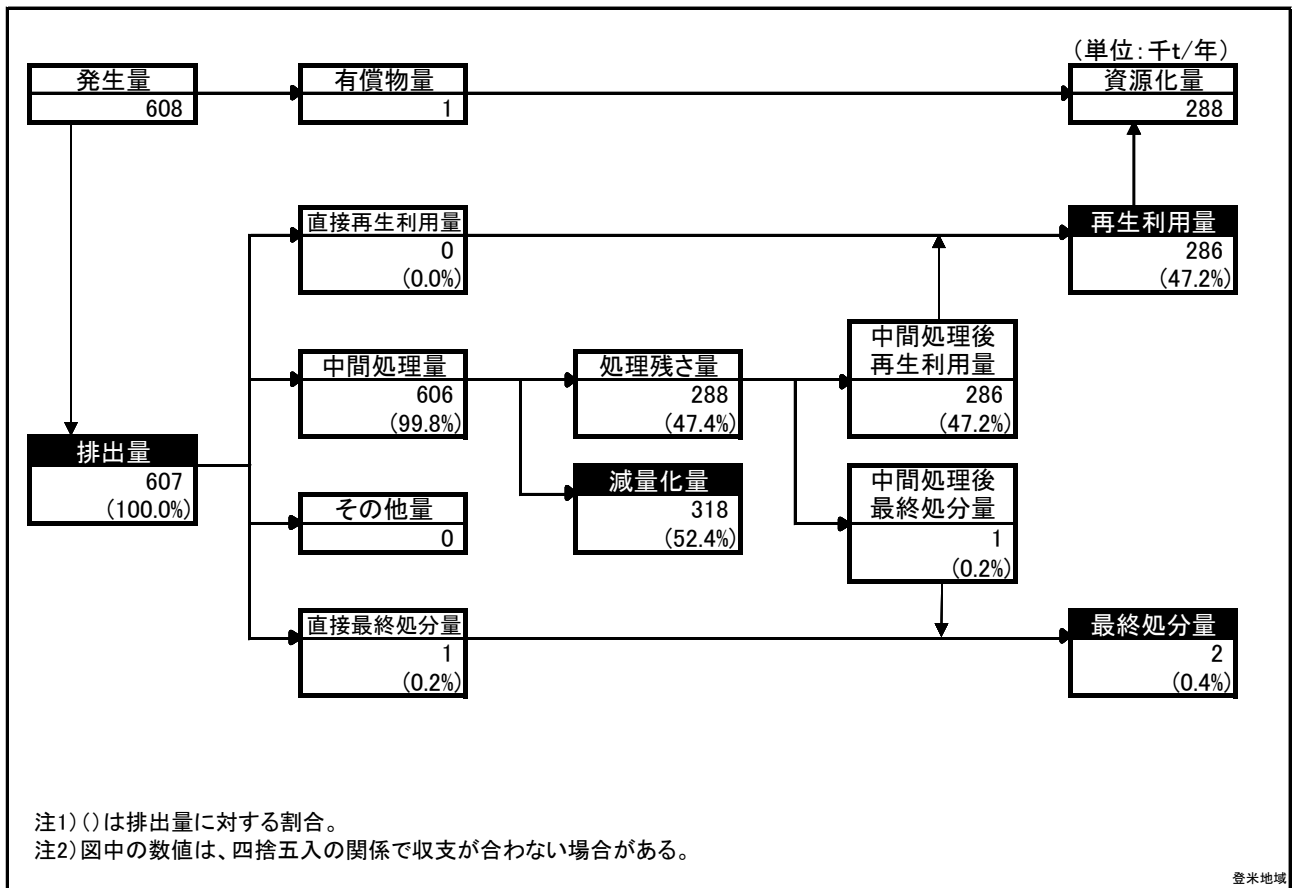 (単位:千t/年)
発生量
608
有償物量
1
資源化量
288
直接再生利用量
0
(0.0%)
再生利用量
286
(47.2%)
中間処理量
606
(99.8%)
処理残さ量
288
(47.4%)
中間処理後
再生利用量
286
(47.2%)
排出量
607
(100.0%)
減量化量
318
(52.4%)
中間処理後
最終処分量
1
(0.2%)
その他量
0
直接最終処分量
1
(0.2%)
最終処分量
2
(0.4%)
注1)()は排出量に対する割合。
注2)図中の数値は、四捨五入の関係で収支が合わない場合がある。
登米地域